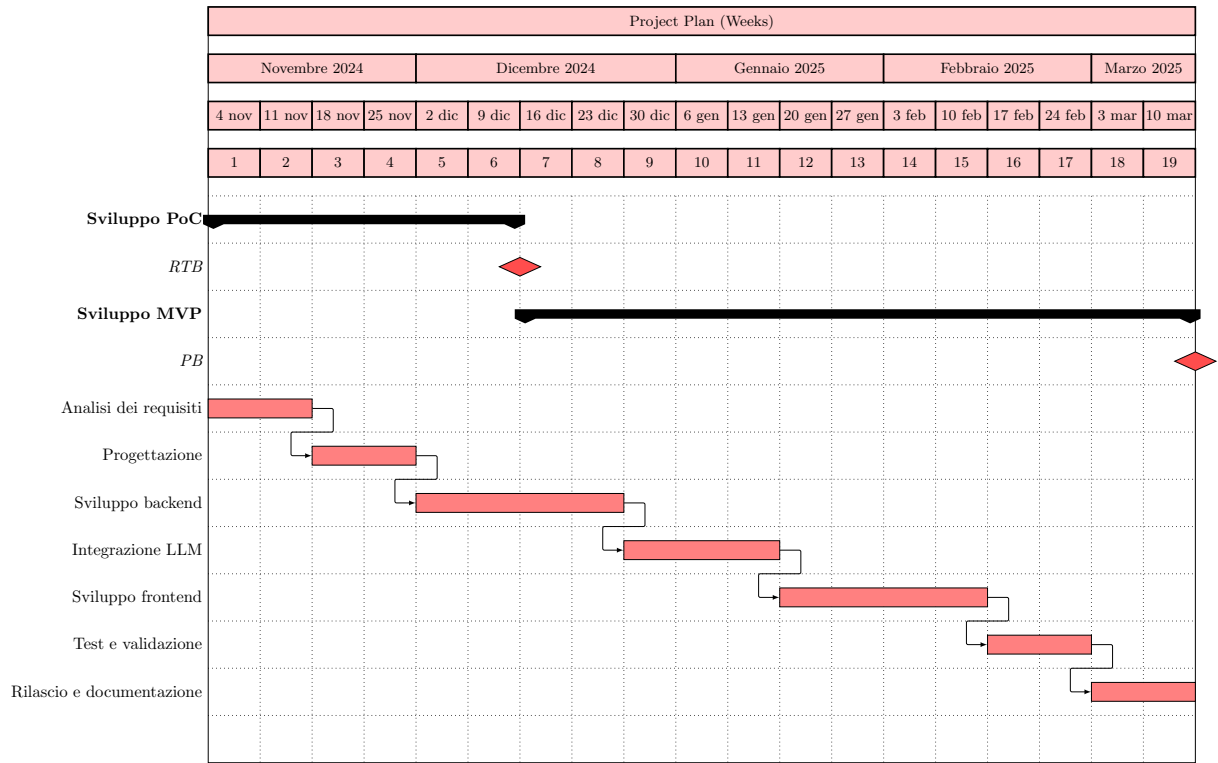 Project Plan (Weeks)
Novembre 2024 Dicembre 2024 Gennaio 2025 Febbraio 2025 Marzo 2025
4 nov 11 nov 18 nov 25 nov 2 dic 9 dic 16 dic 23 dic 30 dic 6 gen 13 gen 20 gen 27 gen 3 feb 10 feb 17 feb 24 feb 3 mar 10 mar
1 2 3 4 5 6 7 8 9 10 11 12 13 14 15 16 17 18 19
Sviluppo PoC
RTB
Sviluppo MVP
PB
Analisi dei requisiti
Progettazione
Sviluppo backend
Integrazione LLM
Sviluppo frontend
Test e validazione
Rilascio e documentazione